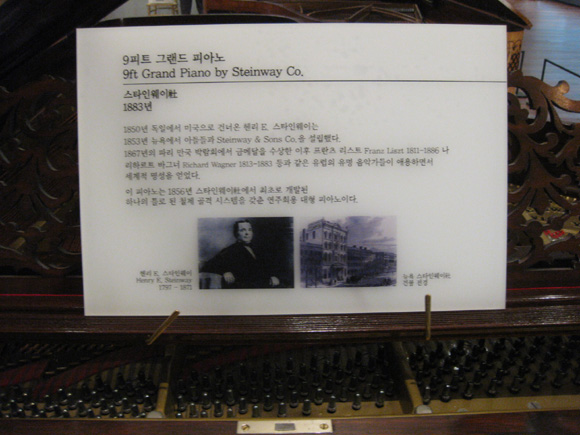 9피트 그랜드 피아노
9ft Grand Piano by Steinway Co.
스타인웨이社
1883년
1850년 독일에서 미국으로 건너온 헨리 E. 스타인웨이는
1853년 뉴욕에서 아들들과 Steinway & Sons Co.을 설립했다.
1867년의 파리 만국 박람회에서 금메달을 수상한 이후 프란츠 리스트 Franz Liszt 1811-1886 나
리하르트 바그너 Richard Wagner 1813-1883 등과 같은 유럽의 유명 음악가들이 애용하면서
세계적 명성을 얻었다.
이 피아노는 1856년 스타인웨이社에서 최초로 개발된
하나의 틀로 된 철제 골격 시스템을 갖춘 연주회용 대형 피아노이다.
헨리 E. 스타인웨이
Henry E. Steinway
1797 - 1871
뉴욕 스타인웨이社
건물 전경